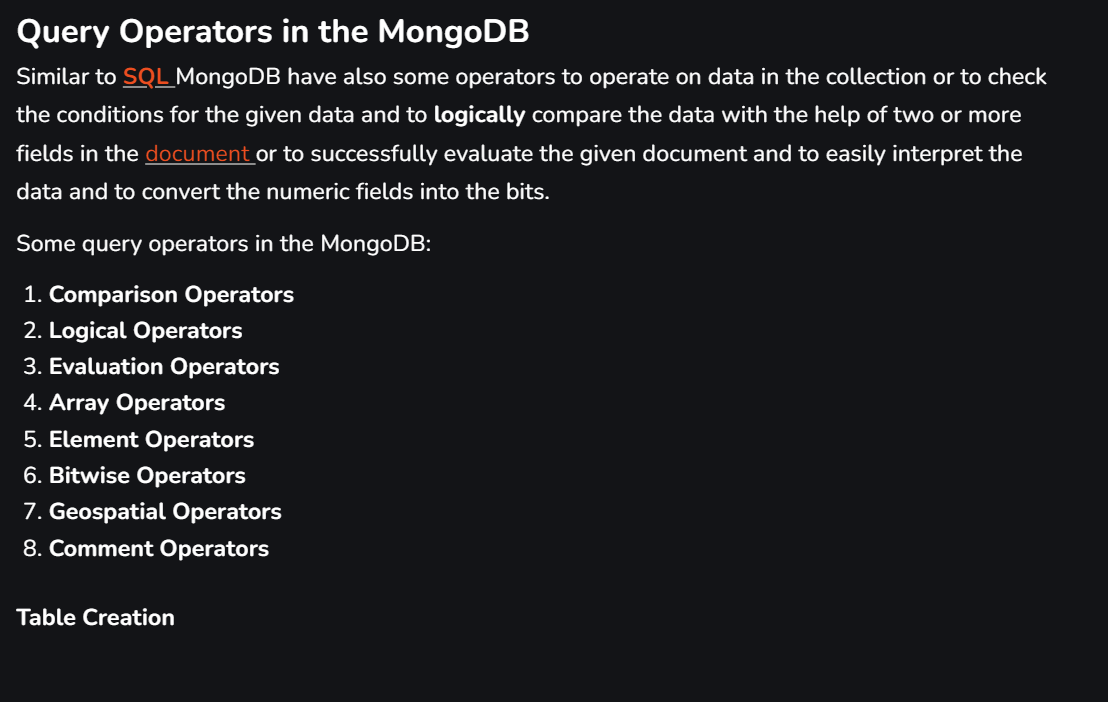 Query Operators in the MongoDB
Similar to SQL MongoDB have also some operators to operate on data in the collection or to check
the conditions for the given data and to logically compare the data with the help of two or more
fields in the document or to successfully evaluate the given document and to easily interpret the
data and to convert the numeric fields into the bits.
Some query operators in the MongoDB:
1. Comparison Operators
2. Logical Operators
3. Evaluation Operators
4. Array Operators
5. Element Operators
6. Bitwise Operators
7. Geospatial Operators
8. Comment Operators
Table Creation